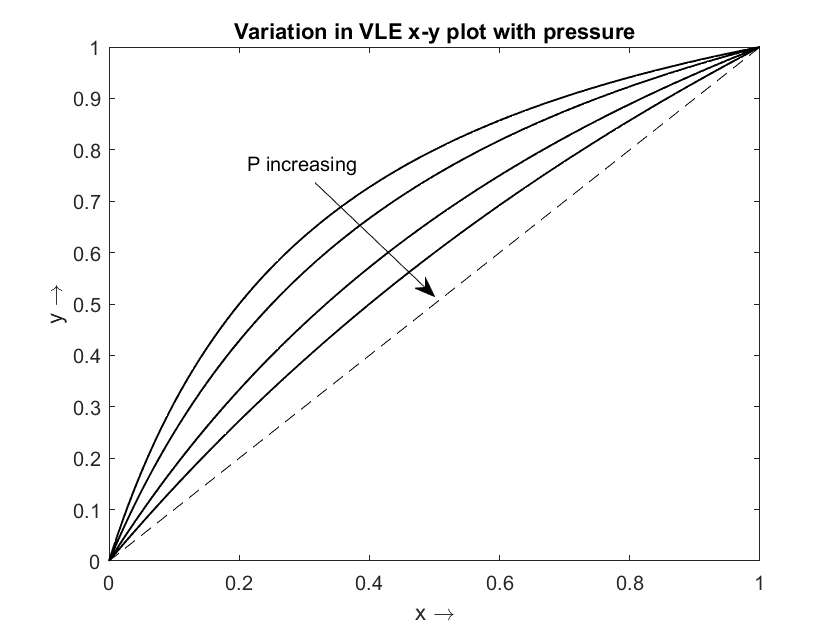 Variation in VLE x-y plot with pressure
1
0.9
0.8
P increasing
0.7
0.6
0.5
y →
0.4
0.3
0.2
0.1
0
0 0.2 0.4 0.6 0.8 1
x →